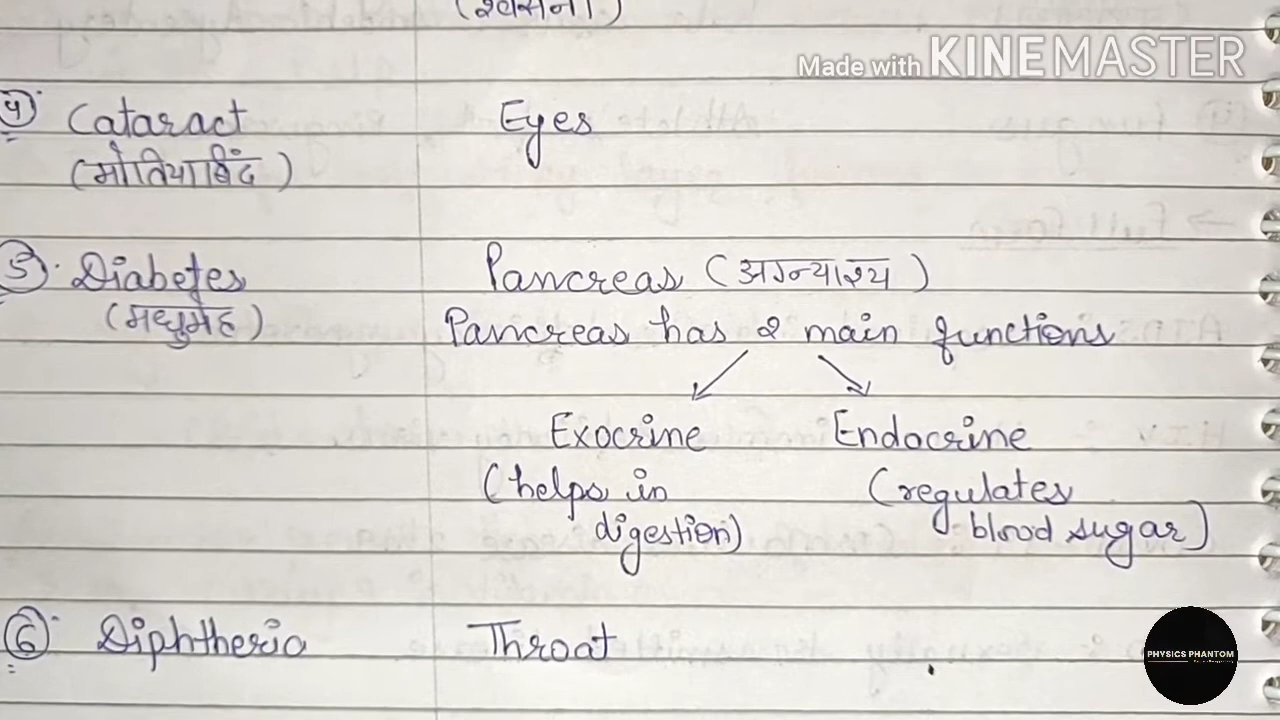 (श्वसन)
Made with KINEMASTER
4. Cataract Eyes
(मोतियाबिंद)
5. Diabetes Pancreas (अग्न्याश्य)
(मधुमेह) Pancreas has 2 main functions
Exocrine Endocrine
(helps in (regulates
digestion) blood sugar)
6. Diphtheria Throat
PHYSICS PHANTOM